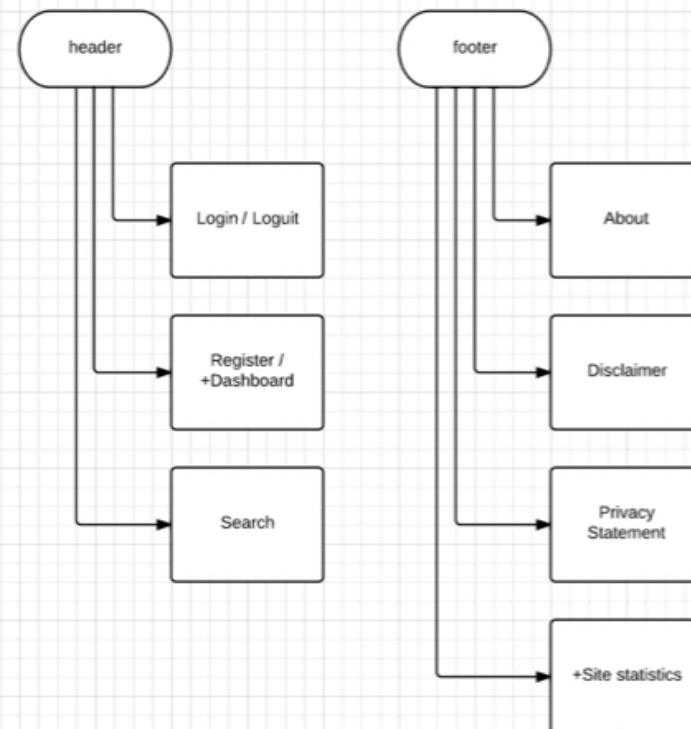 header
footer
Login / Loguit
About
Register /
+Dashboard
Disclaimer
Search
Privacy
Statement
+Site statistics